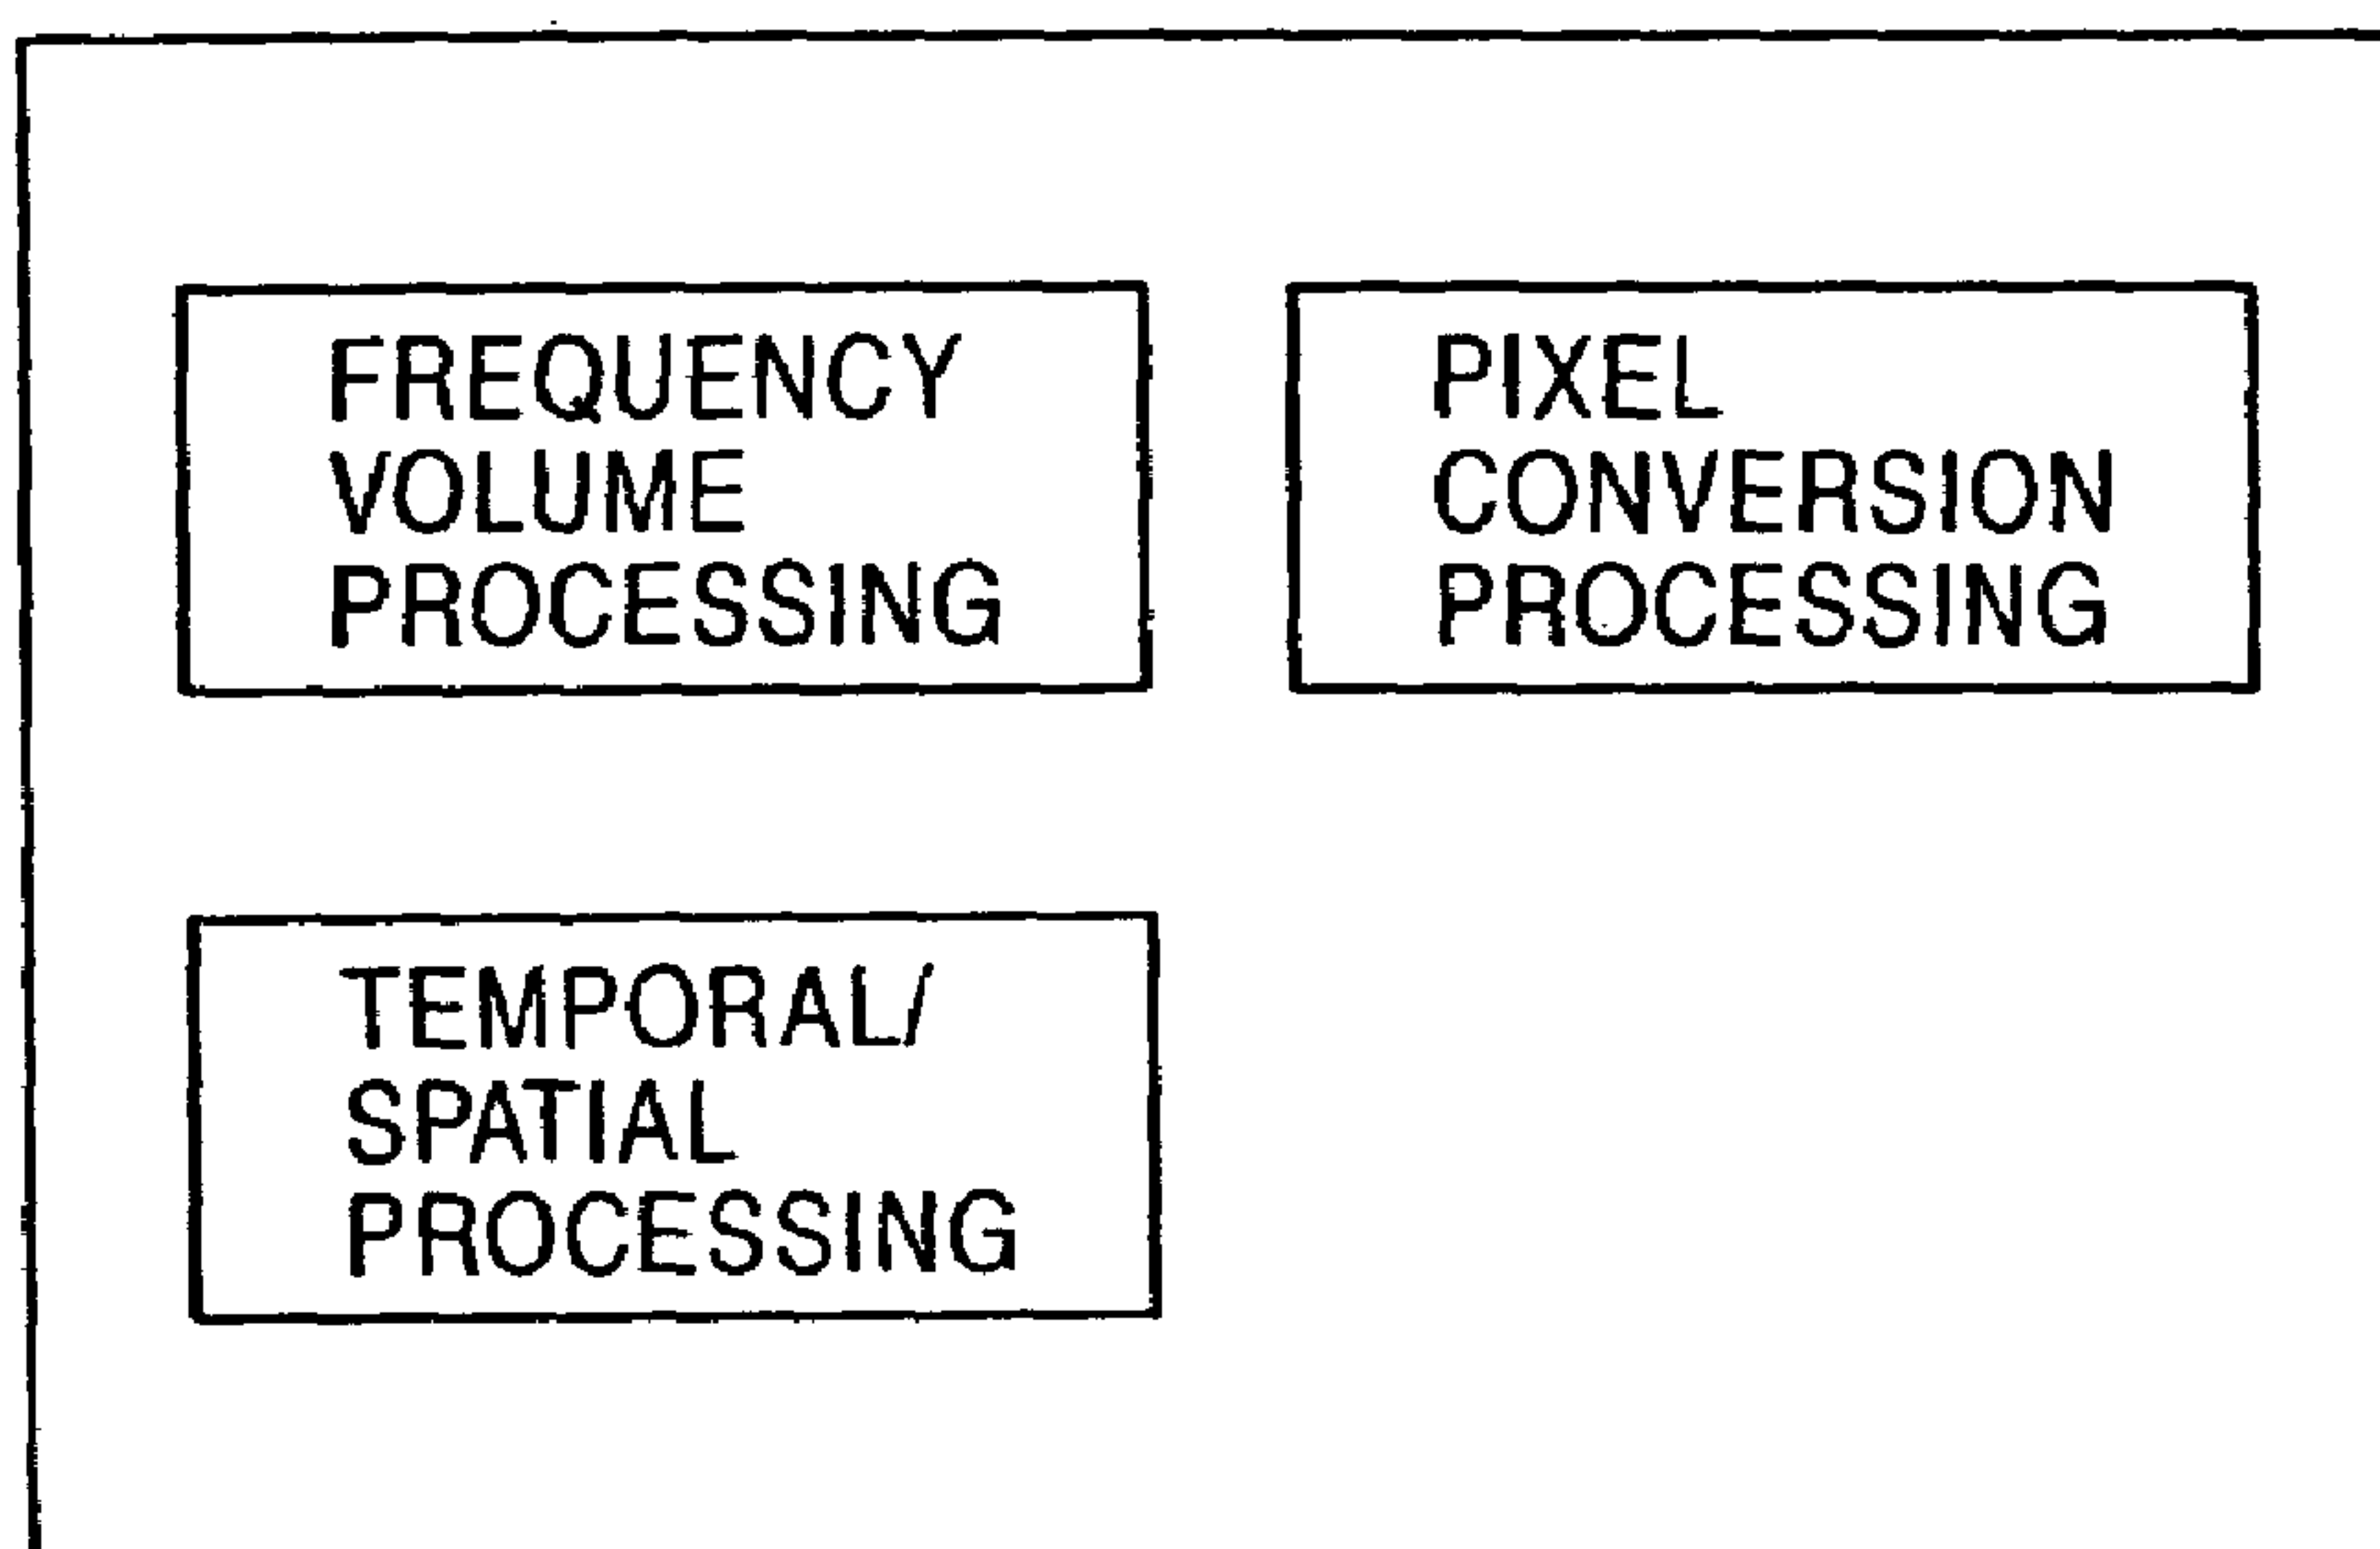 FREQUENCY
VOLUME
PROCESSING
PIXEL
CONVERSION
PROCESSING
TEMPORAL/
SPATIAL
PROCESSING